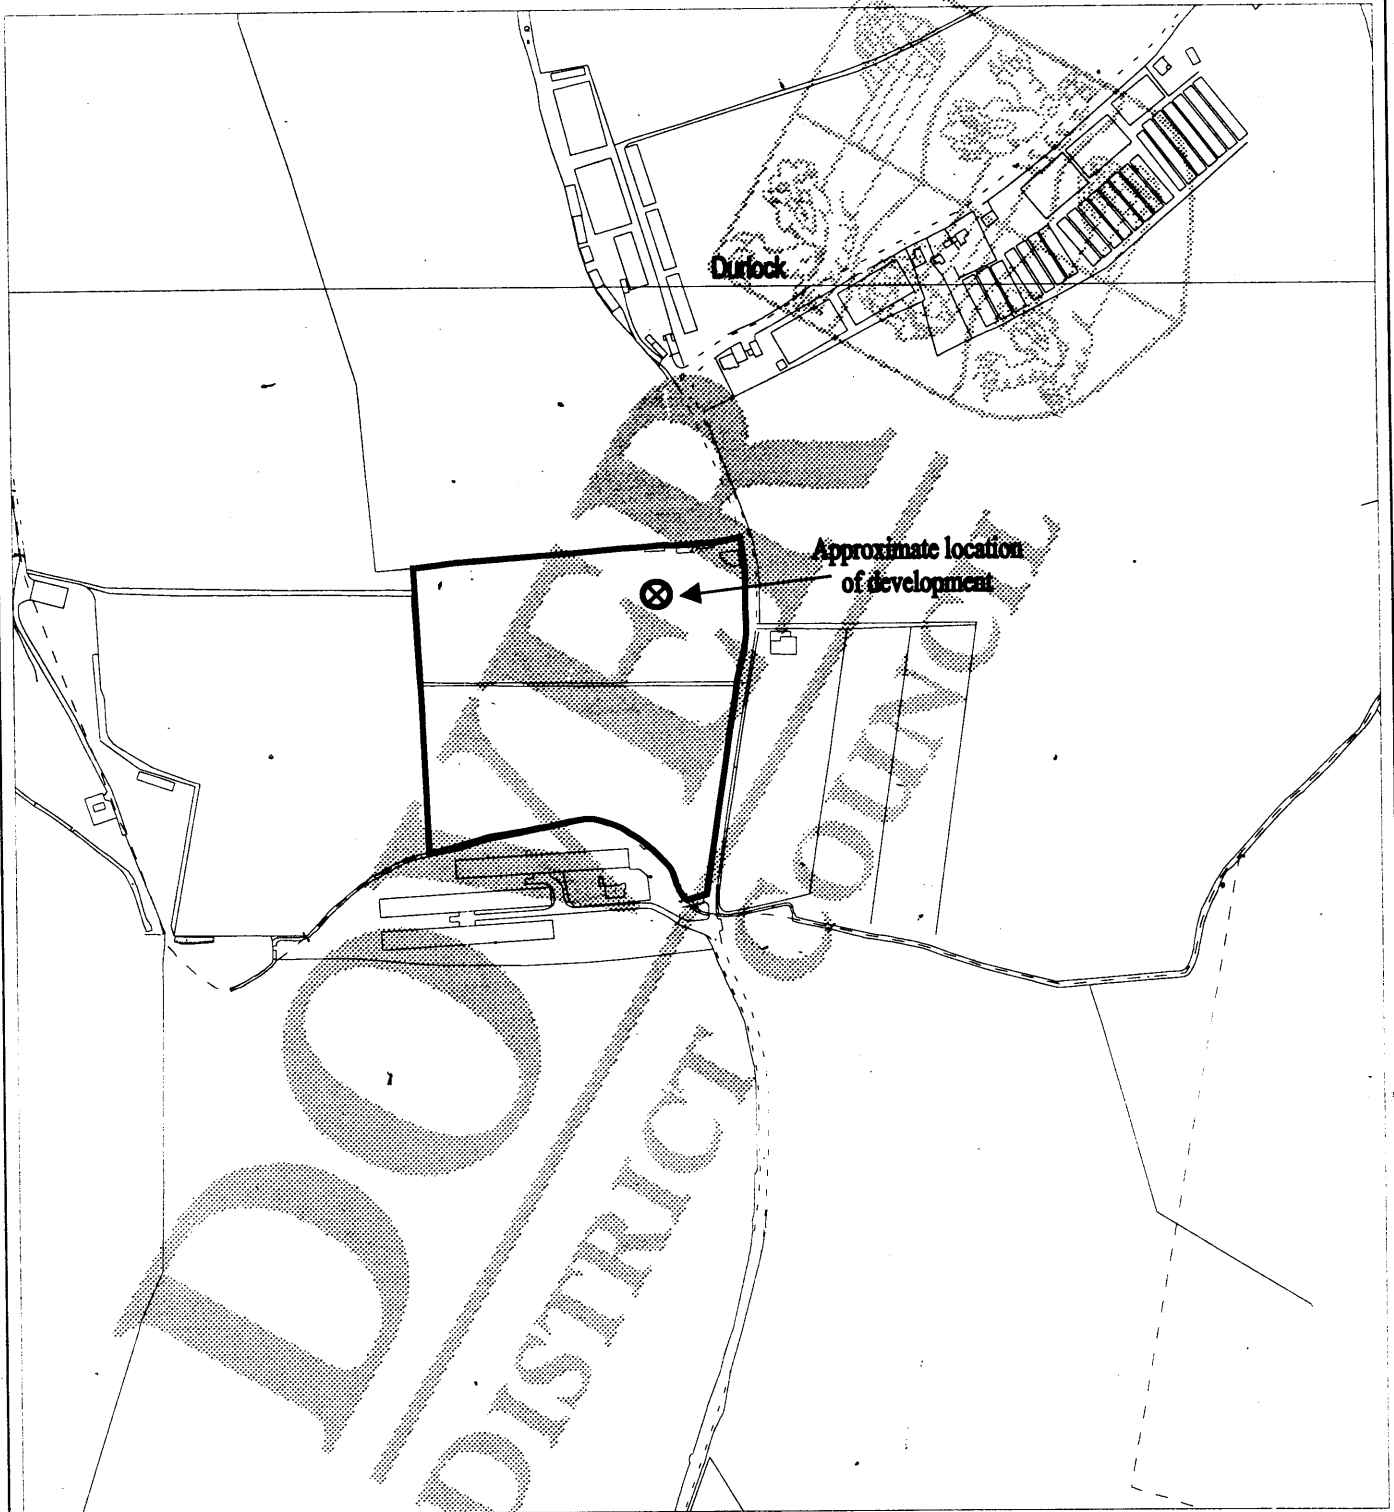 Durlock
Approximate location
of development
DOVER
DISTRICT
COUNCIL